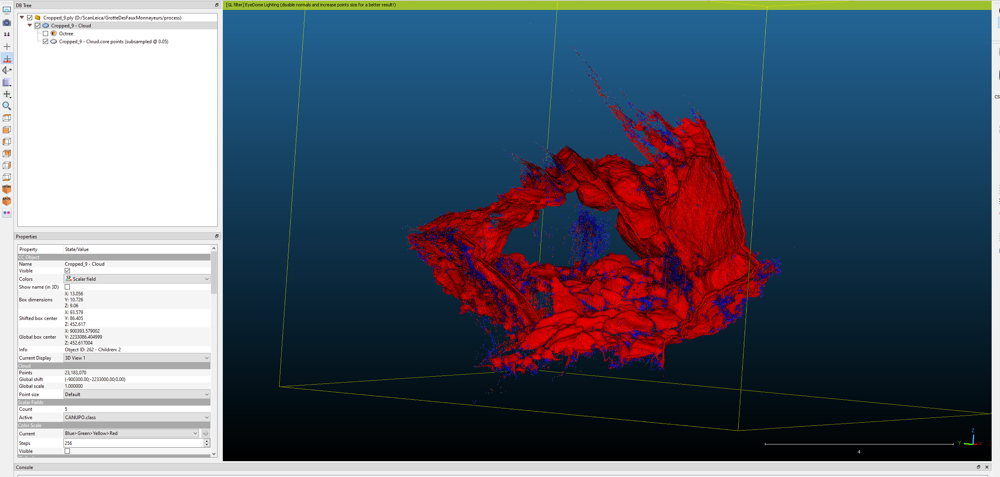 DB Tree
[GL filter] EyeDome Lighting (disable normals and increase points size for a better result!)
Cropped_9.ply (D:/ScanLeica/GrotteDesFauxMonnayeurs/process)
Cropped_9 - Cloud
1:1
Octree
Cropped_9 - Cloud.core points (subsampled @ 0.05)
auto
CS
FRONT
BACK
Properties
Property State/Value
CC Object
Name Cropped_9 - Cloud
Visible
Colors SF Scalar field
Show name (in 3D)
Box dimensions
X: 13.056
Y: 10.726
Z: 9.06
Shifted box center
X: 93.579
Y: 86.405
Z: 452.617
Global box center
X: 900393.579002
Y: 2233086.404999
Z: 452.617004
Info Object ID: 262 - Children: 2
Current Display 3D View 1
Cloud
Points 23,183,070
Global shift (-900300.00;-2233000.00;0.00)
Global scale 1.000000
Point size Default
Scalar Fields
Count 5
Active CANUPO.class
Color Scale
Current Blue>Green>Yellow>Red
Steps 256
Visible
Z
Y X
4
Console